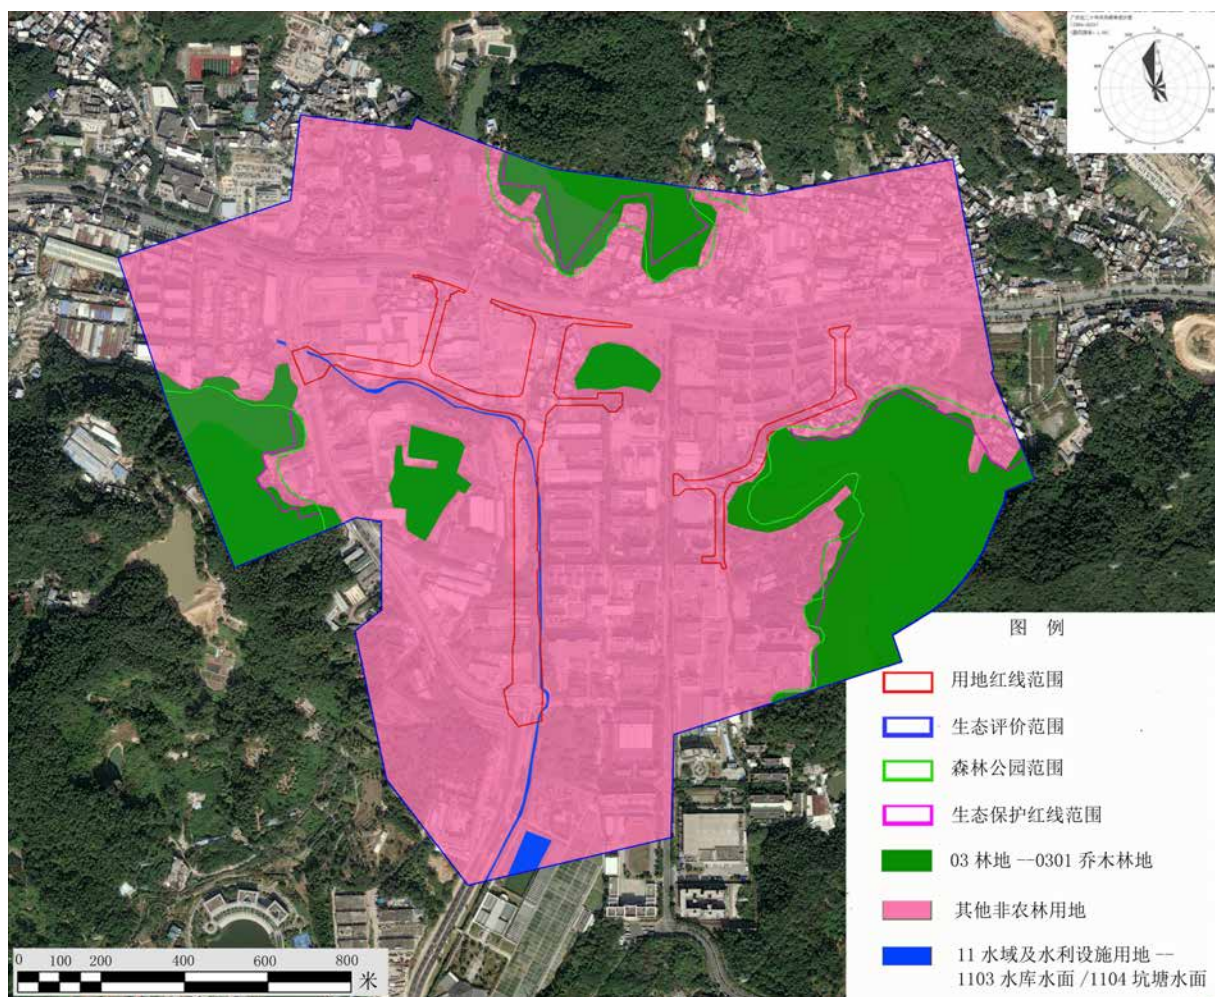 图 例
用地红线范围
生态评价范围
森林公园范围
生态保护红线范围
03 林地 --0301 乔木林地
其他非农林用地
11 水域及水利设施用地 --
1103 水库水面 /1104 坑塘水面
0 100 200 400 600 800
米